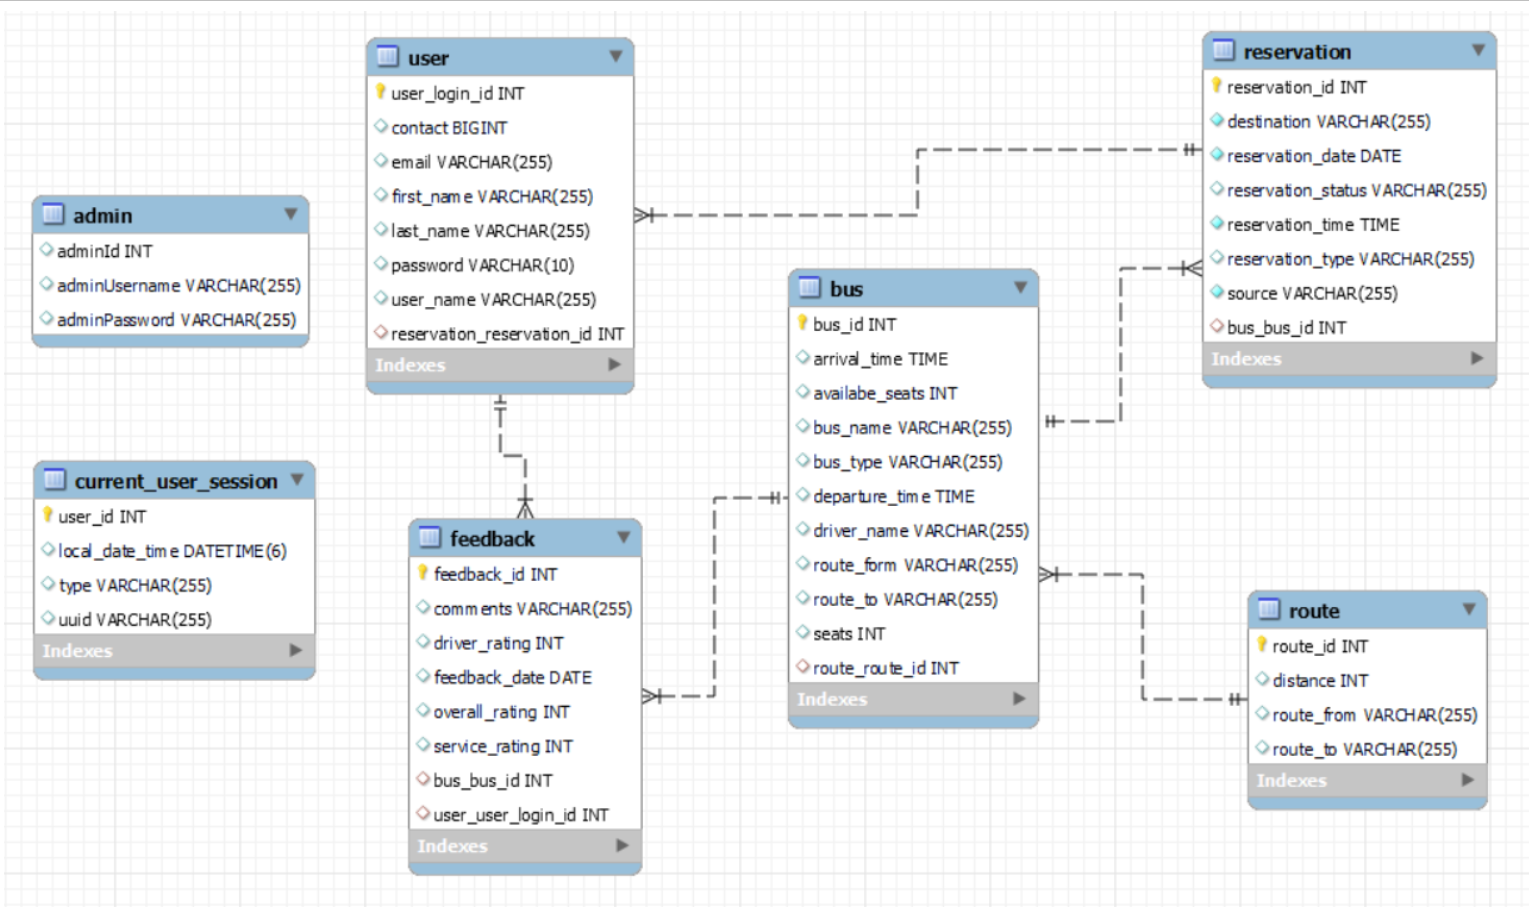 user
user_login_id INT
contact BIGINT
email VARCHAR(255)
first_name VARCHAR(255)
last_name VARCHAR(255)
password VARCHAR(10)
user_name VARCHAR(255)
reservation_reservation_id INT
Indexes
reservation
reservation_id INT
destination VARCHAR(255)
reservation_date DATE
reservation_status VARCHAR(255)
reservation_time TIME
reservation_type VARCHAR(255)
source VARCHAR(255)
bus_bus_id INT
Indexes
admin
adminId INT
adminUsername VARCHAR(255)
adminPassword VARCHAR(255)
bus
bus_id INT
arrival_time TIME
availabe_seats INT
bus_name VARCHAR(255)
bus_type VARCHAR(255)
departure_time TIME
driver_name VARCHAR(255)
route_form VARCHAR(255)
route_to VARCHAR(255)
seats INT
route_route_id INT
Indexes
current_user_session
user_id INT
local_date_time DATETIME(6)
type VARCHAR(255)
uuid VARCHAR(255)
Indexes
feedback
feedback_id INT
comments VARCHAR(255)
driver_rating INT
feedback_date DATE
overall_rating INT
service_rating INT
bus_bus_id INT
user_user_login_id INT
Indexes
route
route_id INT
distance INT
route_from VARCHAR(255)
route_to VARCHAR(255)
Indexes